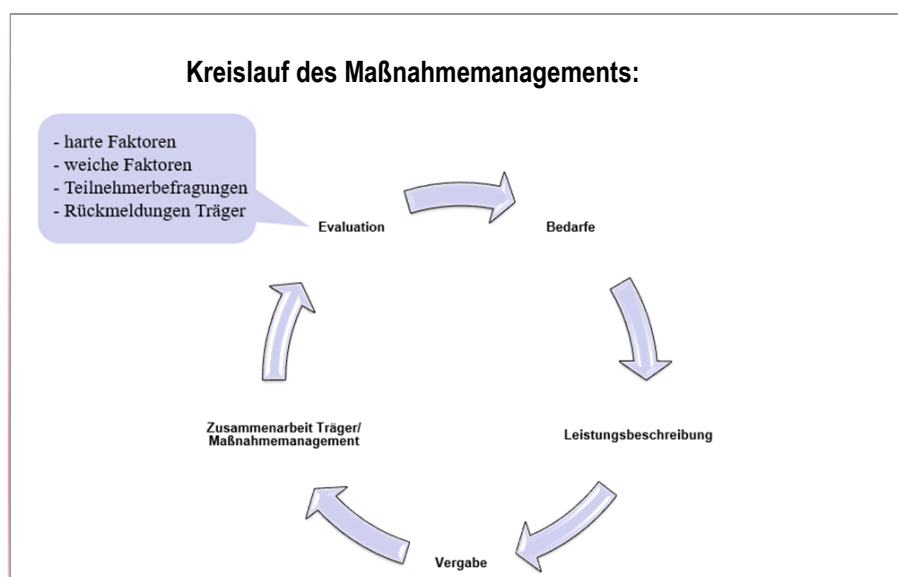 Kreislauf des Maßnahmemanagements:
- harte Faktoren
- weiche Faktoren
- Teilnehmerbefragungen
- Rückmeldungen Träger
Evaluation
Bedarfe
Zusammenarbeit Träger/
Maßnahmemanagement
Leistungsbeschreibung
Vergabe